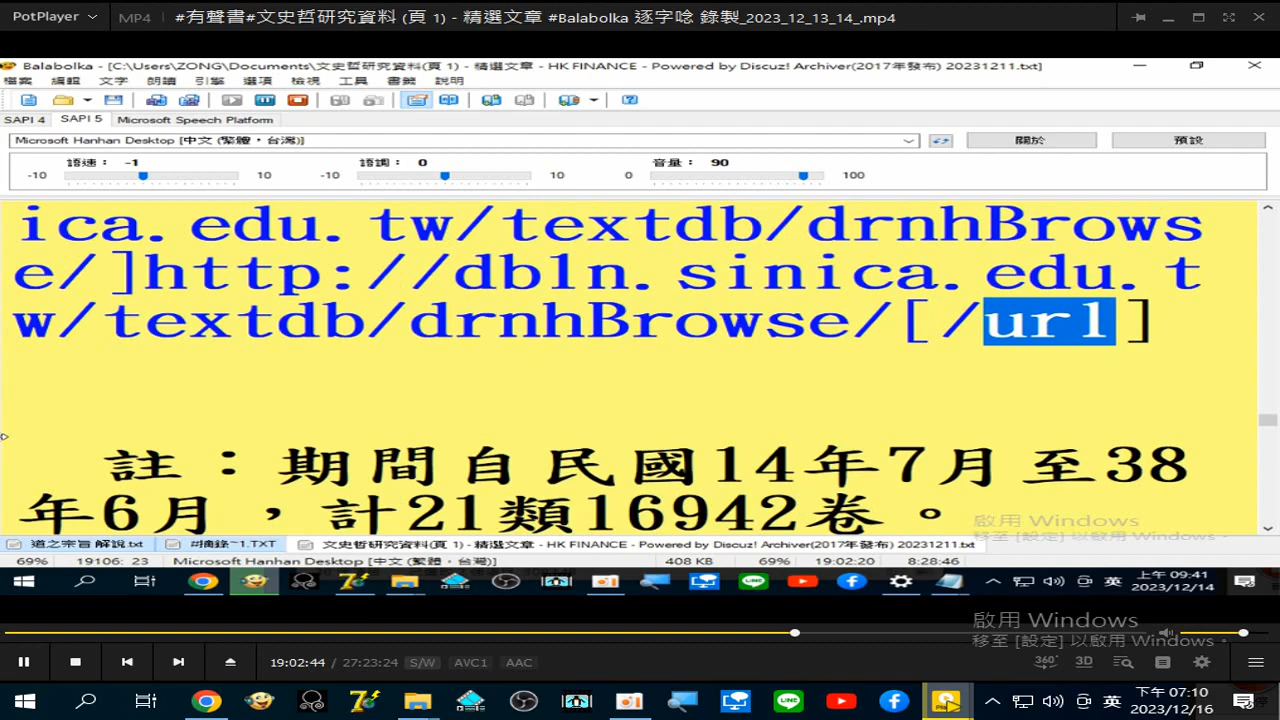 PotPlayer MP4 #有聲書#文史哲研究資料 (頁 1) - 精選文章 #Balabolka 逐字唸 錄製_2023_12_13_14_.mp4
Balabolka - [C:\Users\ZONG\Documents\文史哲研究資料(頁 1) - 精選文章 - HK FINANCE - Powered by Discuz! Archiver(2017年發布) 20231211.txt]
檔案 編輯 文字 朗讀 引擎 選項 檢視 工具 書籤 說明
SAPI 4 SAPI 5 Microsoft Speech Platform
Microsoft Hanhan Desktop [中文 (繁體，台灣)] 關於 預設
語速： -1 語調： 0 音量： 90
-10 10 -10 10 0 100
ica.edu.tw/textdb/drnhBrows
e/]http://dbln.sinica.edu.t
w/textdb/drnhBrowse/[/url]
註：期間自民國14年7月至38
年6月，計21類16942卷。
啟用 Windows
移至 [設定] 以啟用 Windows。
道之宗旨 解說.txt #摘錄~1.TXT 文史哲研究資料(頁 1) - 精選文章 - HK FINANCE - Powered by Discuz! Archiver(2017年發布) 20231211.txt
69% 19106: 23 Microsoft Hanhan Desktop [中文 (繁體，台灣)] 408 KB 69% 19:02:20 8:28:46
英 上午 09:41
2023/12/14
啟用 Windows
移至 [設定] 以啟用 Windows。
19:02:44 / 27:23:24 S/W AVC1 AAC 360° 3D
英 下午 07:10
2023/12/16